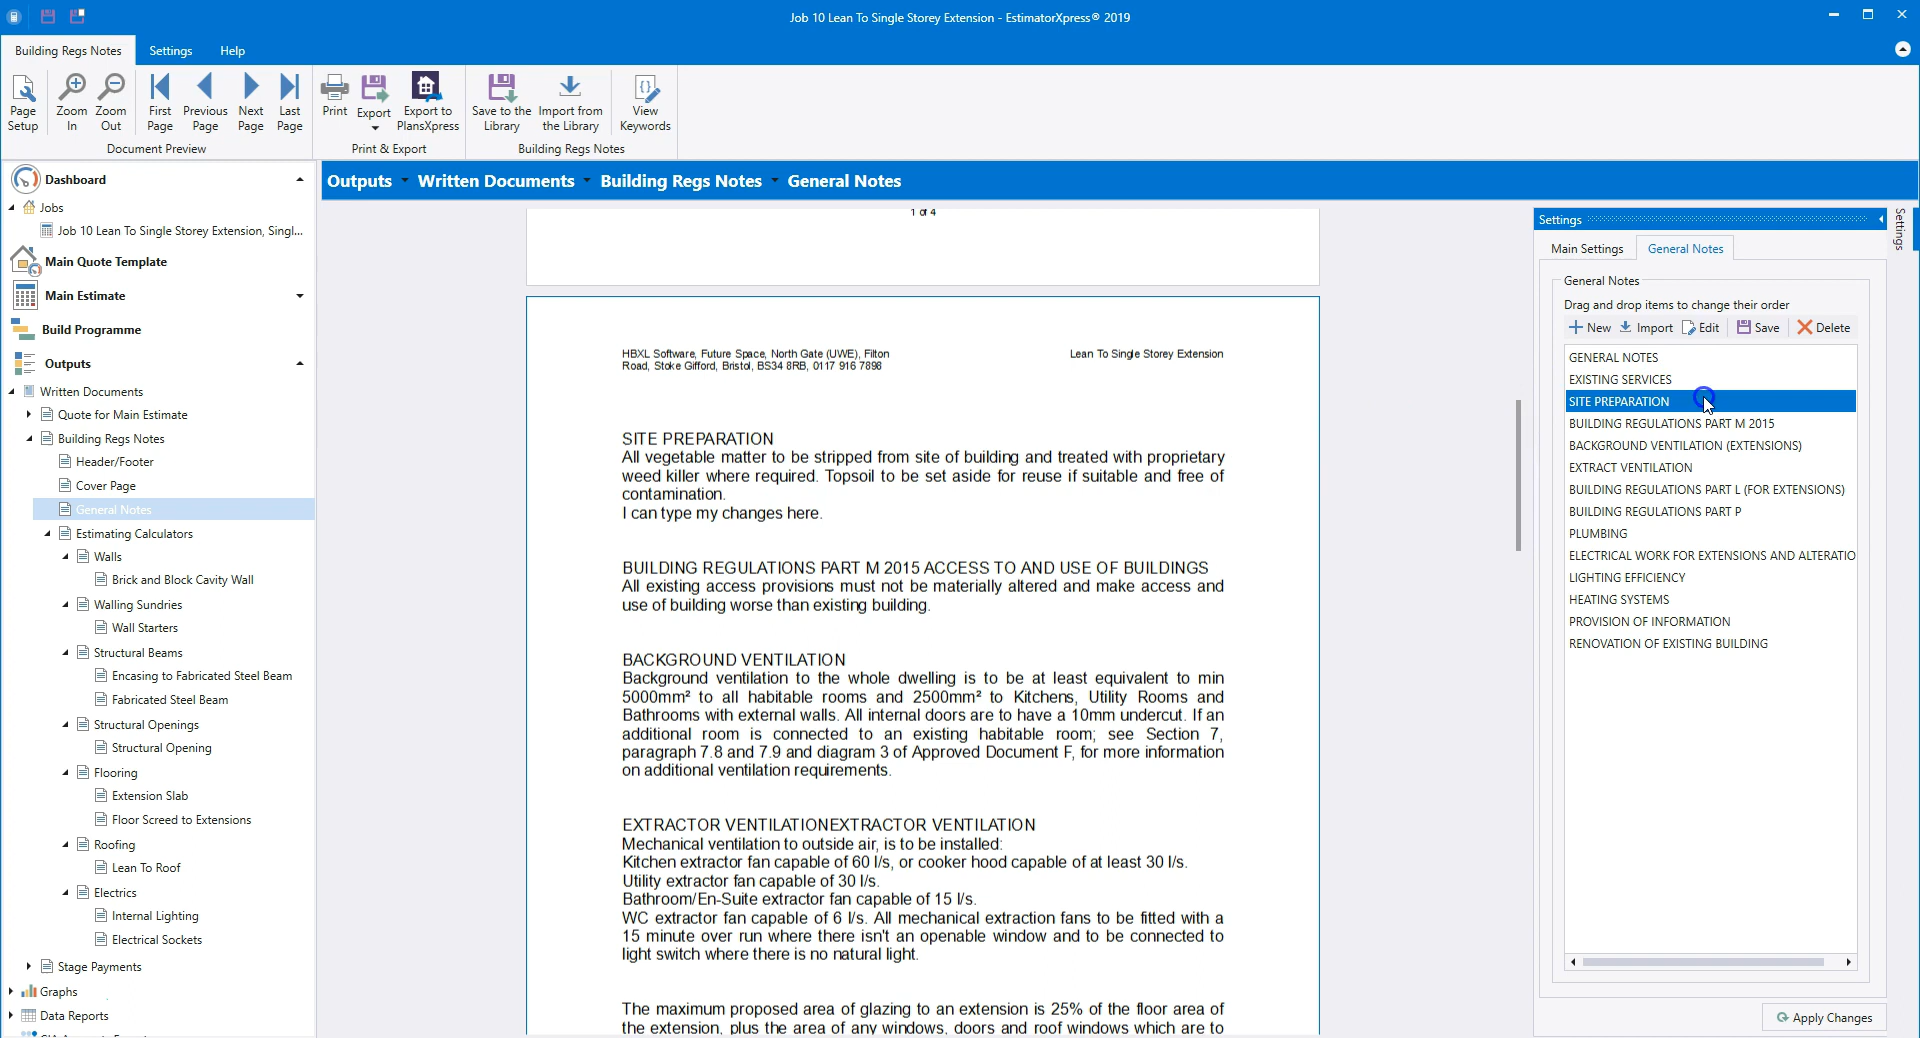 Job 10 Lean To Single Storey Extension - EstimatorXpress® 2019
Building Regs Notes Settings Help
Page Setup
Zoom In
Zoom Out
First Page
Previous Page
Next Page
Last Page
Print
Export
Export to PlansXpress
Save to the Library
Import from the Library
View Keywords
Document Preview
Print & Export
Building Regs Notes
Dashboard
Jobs
Job 10 Lean To Single Storey Extension, Singl...
Main Quote Template
Main Estimate
Build Programme
Outputs
Written Documents
Quote for Main Estimate
Building Regs Notes
Header/Footer
Cover Page
General Notes
Estimating Calculators
Walls
Brick and Block Cavity Wall
Walling Sundries
Wall Starters
Structural Beams
Encasing to Fabricated Steel Beam
Fabricated Steel Beam
Structural Openings
Structural Opening
Flooring
Extension Slab
Floor Screed to Extensions
Roofing
Lean To Roof
Electrics
Internal Lighting
Electrical Sockets
Stage Payments
Graphs
Data Reports
Outputs Written Documents Building Regs Notes General Notes
1 of 4
HBXL Software, Future Space, North Gate (UWE), Filton
Road, Stoke Gifford, Bristol, BS34 8RB, 0117 916 7898
Lean To Single Storey Extension
SITE PREPARATION
All vegetable matter to be stripped from site of building and treated with proprietary
weed killer where required. Topsoil to be set aside for reuse if suitable and free of
contamination.
I can type my changes here.
BUILDING REGULATIONS PART M 2015 ACCESS TO AND USE OF BUILDINGS
All existing access provisions must not be materially altered and make access and
use of building worse than existing building.
BACKGROUND VENTILATION
Background ventilation to the whole dwelling is to be at least equivalent to min
5000mm² to all habitable rooms and 2500mm² to Kitchens, Utility Rooms and
Bathrooms with external walls. All internal doors are to have a 10mm undercut. If an
additional room is connected to an existing habitable room; see Section 7,
paragraph 7.8 and 7.9 and diagram 3 of Approved Document F, for more information
on additional ventilation requirements.
EXTRACTOR VENTILATIONEXTRACTOR VENTILATION
Mechanical ventilation to outside air, is to be installed:
Kitchen extractor fan capable of 60 l/s, or cooker hood capable of at least 30 l/s.
Utility extractor fan capable of 30 l/s.
Bathroom/En-Suite extractor fan capable of 15 l/s.
WC extractor fan capable of 6 l/s. All mechanical extraction fans to be fitted with a
15 minute over run where there isn't an openable window and to be connected to
light switch where there is no natural light.
The maximum proposed area of glazing to an extension is 25% of the floor area of
the extension, plus the area of any windows, doors and roof windows which are to
Settings
Settings
Main Settings General Notes
General Notes
Drag and drop items to change their order
New Import Edit Save Delete
GENERAL NOTES
EXISTING SERVICES
SITE PREPARATION
BUILDING REGULATIONS PART M 2015
BACKGROUND VENTILATION (EXTENSIONS)
EXTRACT VENTILATION
BUILDING REGULATIONS PART L (FOR EXTENSIONS)
BUILDING REGULATIONS PART P
PLUMBING
ELECTRICAL WORK FOR EXTENSIONS AND ALTERATIO
LIGHTING EFFICIENCY
HEATING SYSTEMS
PROVISION OF INFORMATION
RENOVATION OF EXISTING BUILDING
Apply Changes